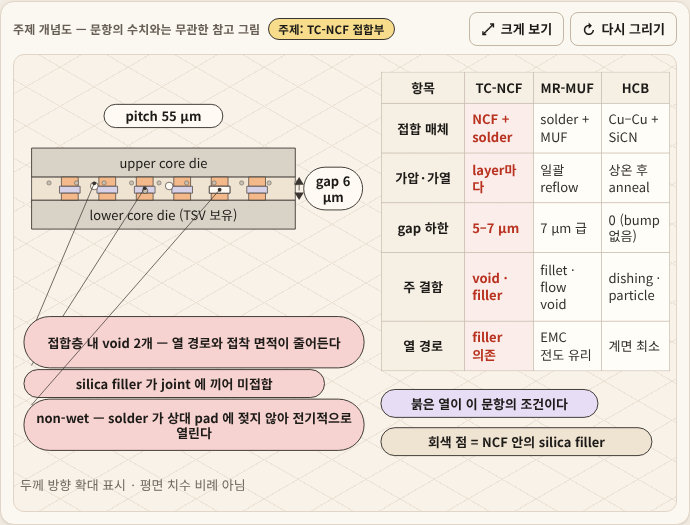 주제 개념도 — 문항의 수치와는 무관한 참고 그림
주제: TC-NCF 접합부
크게 보기
다시 그리기
pitch 55 μm
upper core die
lower core die (TSV 보유)
gap 6
μm
접합층 내 void 2개 — 열 경로와 접착 면적이 줄어든다
silica filler 가 joint 에 끼어 미접합
non-wet — solder 가 상대 pad 에 젖지 않아 전기적으로
열린다
두께 방향 확대 표시 · 평면 치수 비례 아님
항목 TC-NCF MR-MUF HCB
접합 매체 NCF + solder solder + MUF Cu-Cu + SiCN
가압·가열 layer마다 일괄 reflow 상온 후 anneal
gap 하한 5–7 μm 7 μm 급 0 (bump 없음)
주 결함 void · filler fillet · flow void dishing · particle
열 경로 filler 의존 EMC 전도 유리 계면 최소
붉은 열이 이 문항의 조건이다
회색 점 = NCF 안의 silica filler